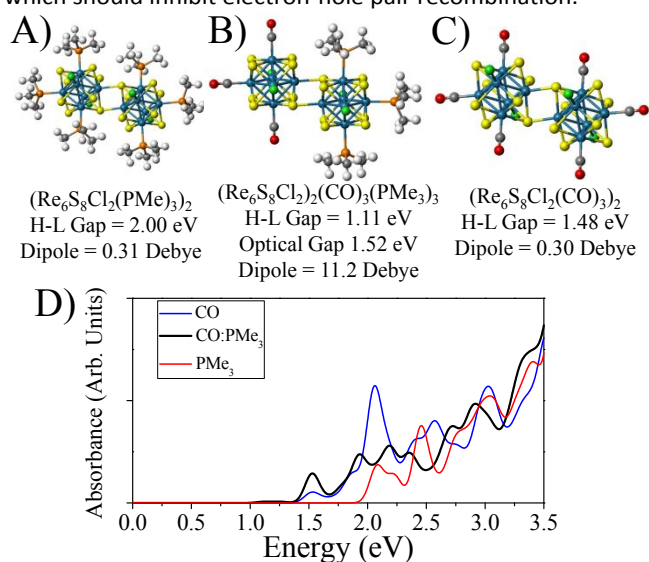 which should inhibit electron-hole pair recombination.
A)
B)
C)
(Re₆S₈Cl₂(PMe)₃)₂
H-L Gap = 2.00 eV
Dipole = 0.31 Debye
(Re₆S₈Cl₂)₂(CO)₃(PMe₃)₃
H-L Gap = 1.11 eV
Optical Gap 1.52 eV
Dipole = 11.2 Debye
(Re₆S₈Cl₂(CO)₃)₂
H-L Gap = 1.48 eV
Dipole = 0.30 Debye
D)
CO
CO:PMe₃
PMe₃
Absorbance (Arb. Units)
0.0 0.5 1.0 1.5 2.0 2.5 3.0 3.5
Energy (eV)